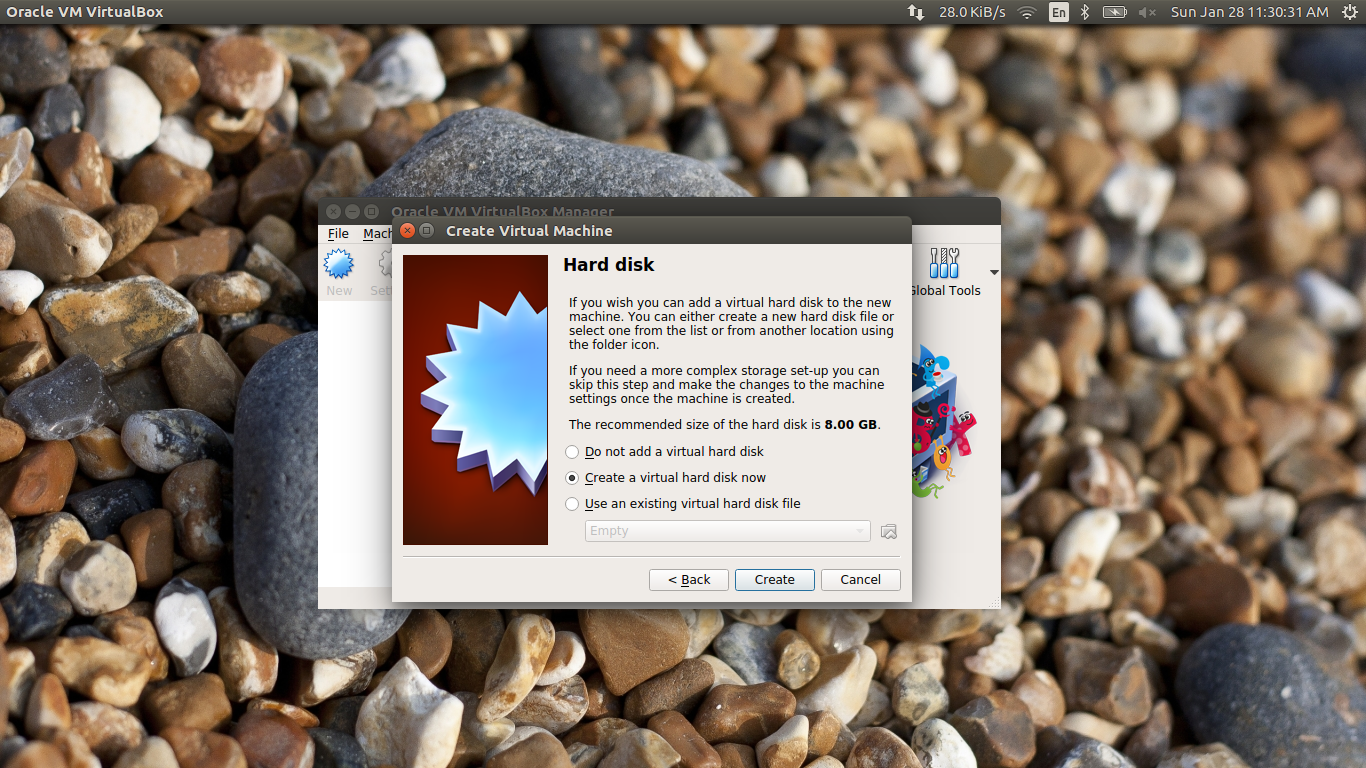 Oracle VM VirtualBox
28.0 KiB/s
En
Sun Jan 28 11:30:31 AM
Oracle VM VirtualBox Manager
File
Create Virtual Machine
New
Global Tools
Hard disk
If you wish you can add a virtual hard disk to the new
machine. You can either create a new hard disk file or
select one from the list or from another location using
the folder icon.
If you need a more complex storage set-up you can
skip this step and make the changes to the machine
settings once the machine is created.
The recommended size of the hard disk is 8.00 GB.
Do not add a virtual hard disk
Create a virtual hard disk now
Use an existing virtual hard disk file
Empty
< Back
Create
Cancel